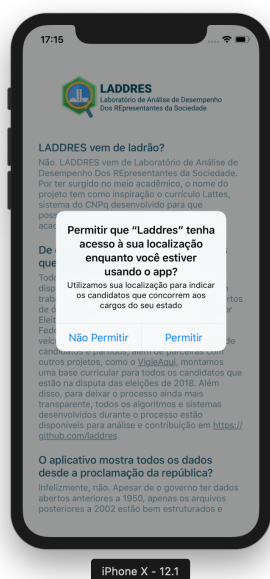 17:15
LADDRES
Laboratório de Análise de Desempenho
Dos REpresentantes da Sociedade
LADDRES vem de ladrão?
Não. LADDRES vem de Laboratório de Análise de
Desempenho Dos REpresentantes da Sociedade.
Por ter surgido no meio acadêmico, o nome do
projeto tem como inspiração o currículo Lattes,
sistema do CNPq desenvolvido para que
Permitir que “Laddres” tenha
acesso à sua localização
enquanto você estiver
usando o app?
Utilizamos sua localização para indicar
os candidatos que concorrem aos
cargos do seu estado
Não Permitir
Permitir
candidatos e partidos, além de parcerias com
outros projetos, como o VigieAqui, montamos
uma base curricular para todos os candidatos que
estão na disputa das eleições de 2018. Além
disso, para deixar o processo ainda mais
transparente, todos os algoritmos e sistemas
desenvolvidos durante o processo estão
disponíveis para análise e contribuição em https://
github.com/laddres.
O aplicativo mostra todos os dados
desde a proclamação da república?
Infelizmente, não. Apesar de o governo ter dados
abertos anteriores a 1950, apenas os arquivos
posteriores a 2002 estão bem estruturados e
iPhone X - 12.1